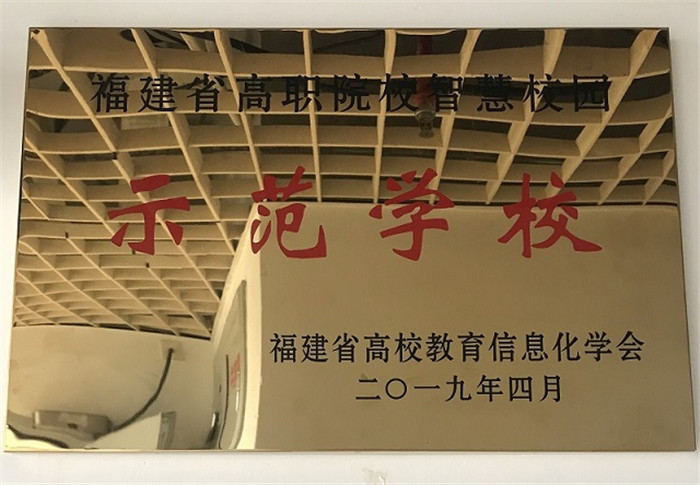 福建省高职院校智慧校园
示范学校
福建省高校教育信息化学会
二〇一九年四月